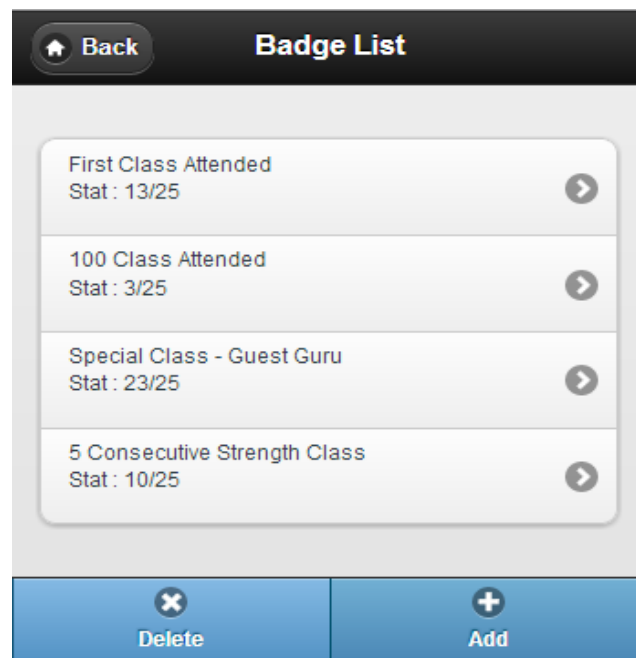 Back
Badge List
First Class Attended
Stat : 13/25
100 Class Attended
Stat : 3/25
Special Class - Guest Guru
Stat : 23/25
5 Consecutive Strength Class
Stat : 10/25
Delete
Add